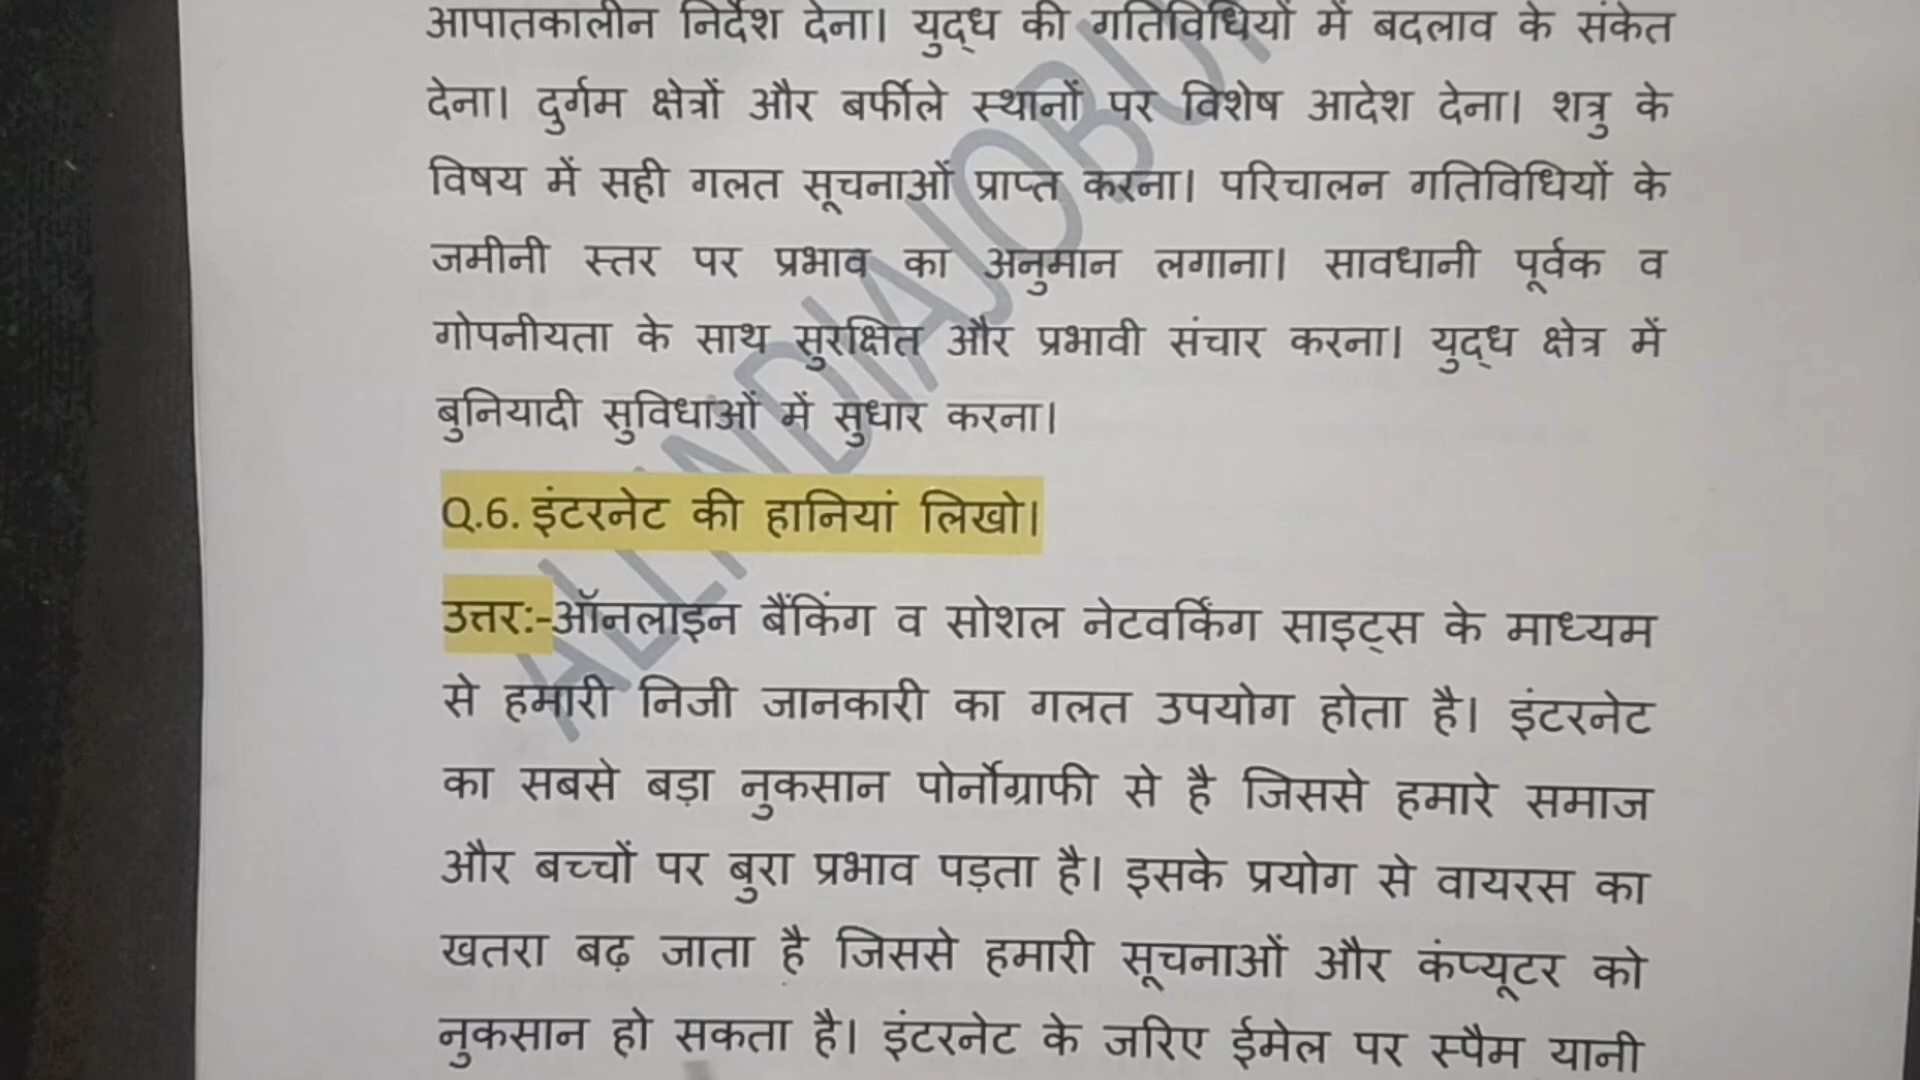 आपातकालीन निर्देश देना। युद्ध की गतिविधियों में बदलाव के संकेत
देना। दुर्गम क्षेत्रों और बर्फीले स्थानों पर विशेष आदेश देना। शत्रु के
विषय में सही गलत सूचनाओं प्राप्त करना। परिचालन गतिविधियों के
जमीनी स्तर पर प्रभाव का अनुमान लगाना। सावधानी पूर्वक व
गोपनीयता के साथ सुरक्षित और प्रभावी संचार करना। युद्ध क्षेत्र में
बुनियादी सुविधाओं में सुधार करना।
Q.6. इंटरनेट की हानियां लिखो।
उत्तर:-ऑनलाइन बैंकिंग व सोशल नेटवर्किंग साइट्स के माध्यम
से हमारी निजी जानकारी का गलत उपयोग होता है। इंटरनेट
का सबसे बड़ा नुकसान पोर्नोग्राफी से है जिससे हमारे समाज
और बच्चों पर बुरा प्रभाव पड़ता है। इसके प्रयोग से वायरस का
खतरा बढ़ जाता है जिससे हमारी सूचनाओं और कंप्यूटर को
नुकसान हो सकता है। इंटरनेट के जरिए ईमेल पर स्पैम यानी